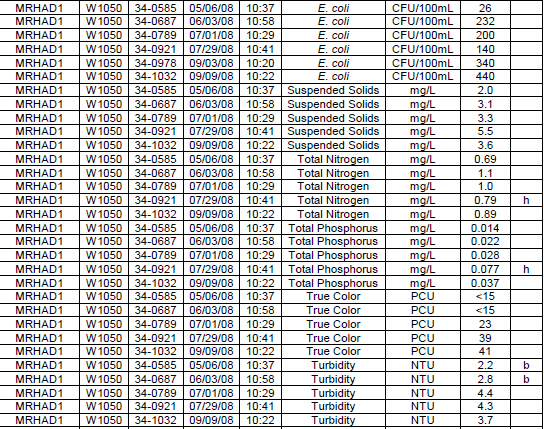 MRHAD1 W1050 34-0585 05/06/08 10:37 E. coli CFU/100mL 26
MRHAD1 W1050 34-0687 06/03/08 10:58 E. coli CFU/100mL 232
MRHAD1 W1050 34-0789 07/01/08 10:29 E. coli CFU/100mL 200
MRHAD1 W1050 34-0921 07/29/08 10:41 E. coli CFU/100mL 140
MRHAD1 W1050 34-0978 09/03/08 10:20 E. coli CFU/100mL 340
MRHAD1 W1050 34-1032 09/09/08 10:22 E. coli CFU/100mL 440
MRHAD1 W1050 34-0585 05/06/08 10:37 Suspended Solids mg/L 2.0
MRHAD1 W1050 34-0687 06/03/08 10:58 Suspended Solids mg/L 3.1
MRHAD1 W1050 34-0789 07/01/08 10:29 Suspended Solids mg/L 3.3
MRHAD1 W1050 34-0921 07/29/08 10:41 Suspended Solids mg/L 5.5
MRHAD1 W1050 34-1032 09/09/08 10:22 Suspended Solids mg/L 3.6
MRHAD1 W1050 34-0585 05/06/08 10:37 Total Nitrogen mg/L 0.69
MRHAD1 W1050 34-0687 06/03/08 10:58 Total Nitrogen mg/L 1.1
MRHAD1 W1050 34-0789 07/01/08 10:29 Total Nitrogen mg/L 1.0
MRHAD1 W1050 34-0921 07/29/08 10:41 Total Nitrogen mg/L 0.79 h
MRHAD1 W1050 34-1032 09/09/08 10:22 Total Nitrogen mg/L 0.89
MRHAD1 W1050 34-0585 05/06/08 10:37 Total Phosphorus mg/L 0.014
MRHAD1 W1050 34-0687 06/03/08 10:58 Total Phosphorus mg/L 0.022
MRHAD1 W1050 34-0789 07/01/08 10:29 Total Phosphorus mg/L 0.028
MRHAD1 W1050 34-0921 07/29/08 10:41 Total Phosphorus mg/L 0.077 h
MRHAD1 W1050 34-1032 09/09/08 10:22 Total Phosphorus mg/L 0.037
MRHAD1 W1050 34-0585 05/06/08 10:37 True Color PCU <15
MRHAD1 W1050 34-0687 06/03/08 10:58 True Color PCU <15
MRHAD1 W1050 34-0789 07/01/08 10:29 True Color PCU 23
MRHAD1 W1050 34-0921 07/29/08 10:41 True Color PCU 39
MRHAD1 W1050 34-1032 09/09/08 10:22 True Color PCU 41
MRHAD1 W1050 34-0585 05/06/08 10:37 Turbidity NTU 2.2 b
MRHAD1 W1050 34-0687 06/03/08 10:58 Turbidity NTU 2.8 b
MRHAD1 W1050 34-0789 07/01/08 10:29 Turbidity NTU 4.4
MRHAD1 W1050 34-0921 07/29/08 10:41 Turbidity NTU 4.3
MRHAD1 W1050 34-1032 09/09/08 10:22 Turbidity NTU 3.7